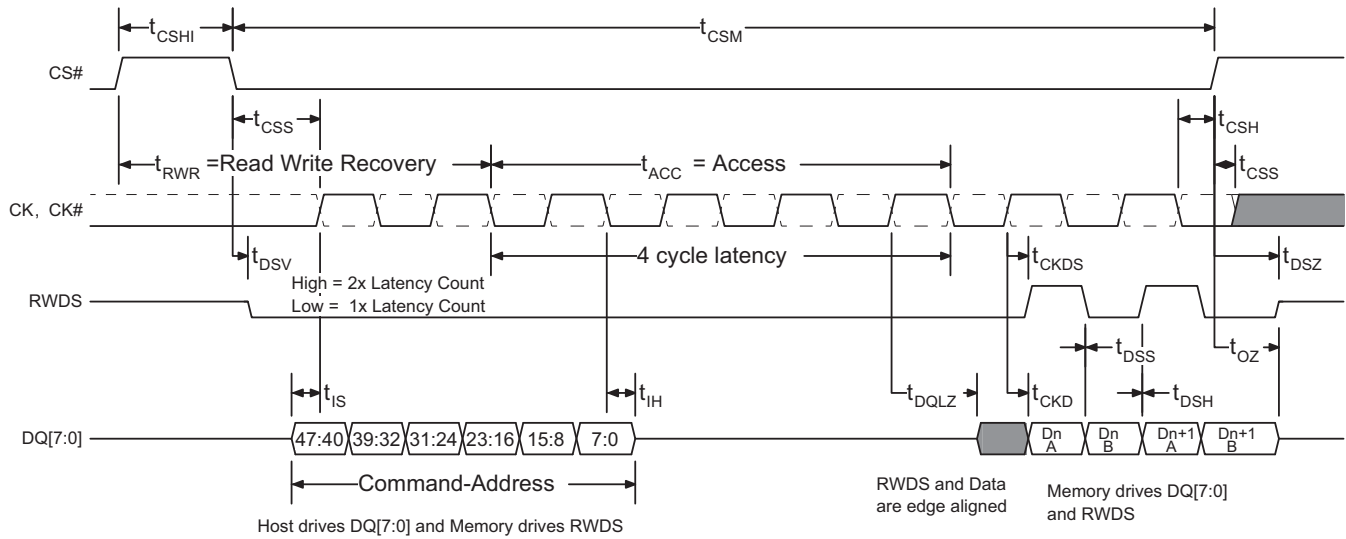 tCSHI
tCSM
CS#
tCSS
tCSH
tRWR =Read Write Recovery
tACC = Access
tCSS
CK, CK#
tDSV
4 cycle latency
tCKDS
tDSZ
High = 2x Latency Count
Low = 1x Latency Count
RWDS
tDSS
tOZ
tIS
tIH
tDQLZ
tCKD
tDSH
DQ[7:0]
47:40
39:32
31:24
23:16
15:8
7:0
Dn
A
Dn
B
Dn+1
A
Dn+1
B
Command-Address
RWDS and Data
are edge aligned
Memory drives DQ[7:0]
and RWDS
Host drives DQ[7:0] and Memory drives RWDS